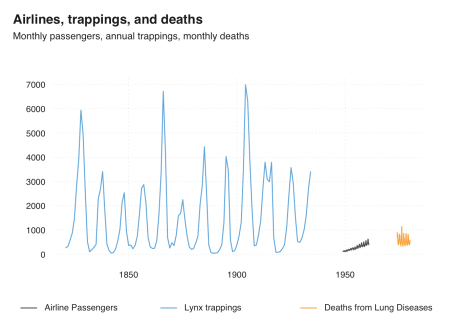 Airlines, trappings, and deaths
Monthly passengers, annual trappings, monthly deaths
7000
6000
5000
4000
3000
2000
1000
0
1850 1900 1950
Airline Passengers Lynx trappings Deaths from Lung Diseases